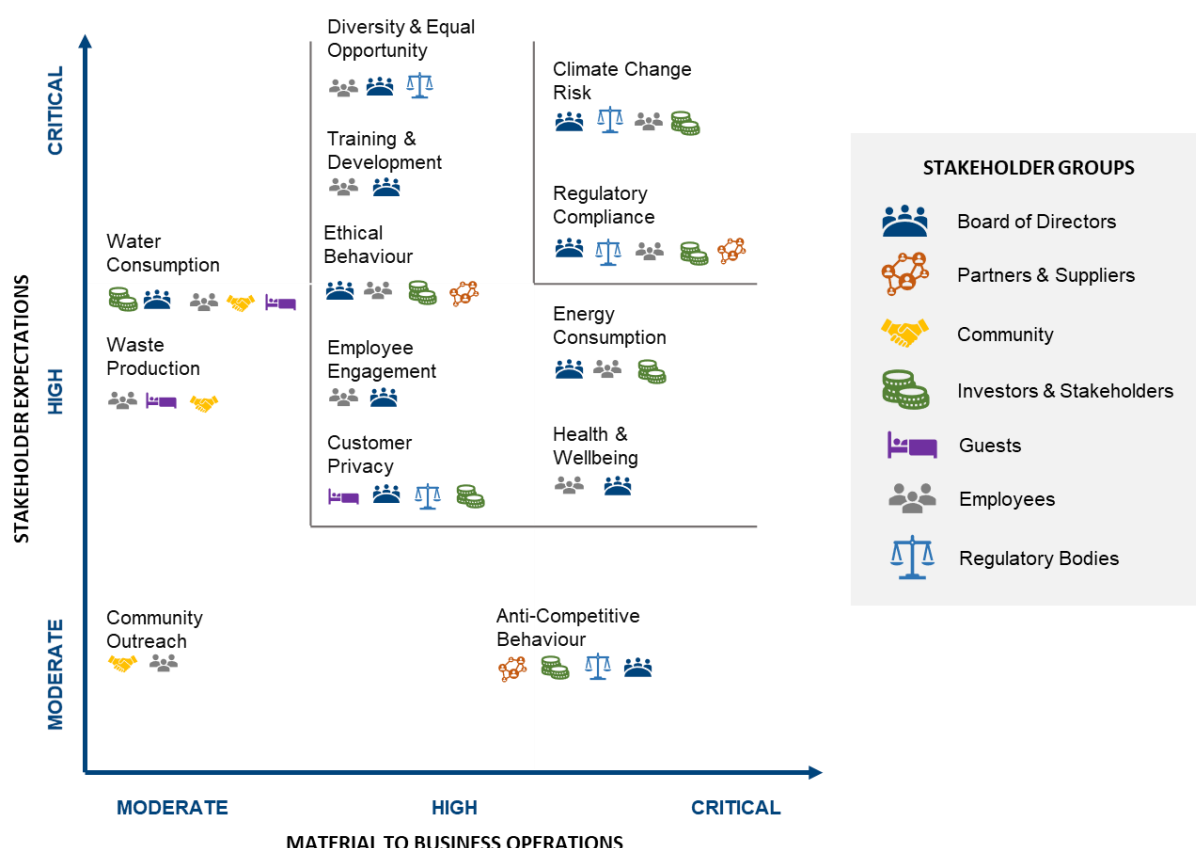 Diversity & Equal
Opportunity
Climate Change
Risk
Training &
Development
Regulatory
Compliance
Water
Consumption
Ethical
Behaviour
Waste
Production
Employee
Engagement
Energy
Consumption
Customer
Privacy
Health &
Wellbeing
Community
Outreach
Anti-Competitive
Behaviour
STAKEHOLDER EXPECTATIONS
CRITICAL
HIGH
MODERATE
MODERATE
HIGH
CRITICAL
MATERIAL TO BUSINESS OPERATIONS
STAKEHOLDER GROUPS
Board of Directors
Partners & Suppliers
Community
Investors & Stakeholders
Guests
Employees
Regulatory Bodies